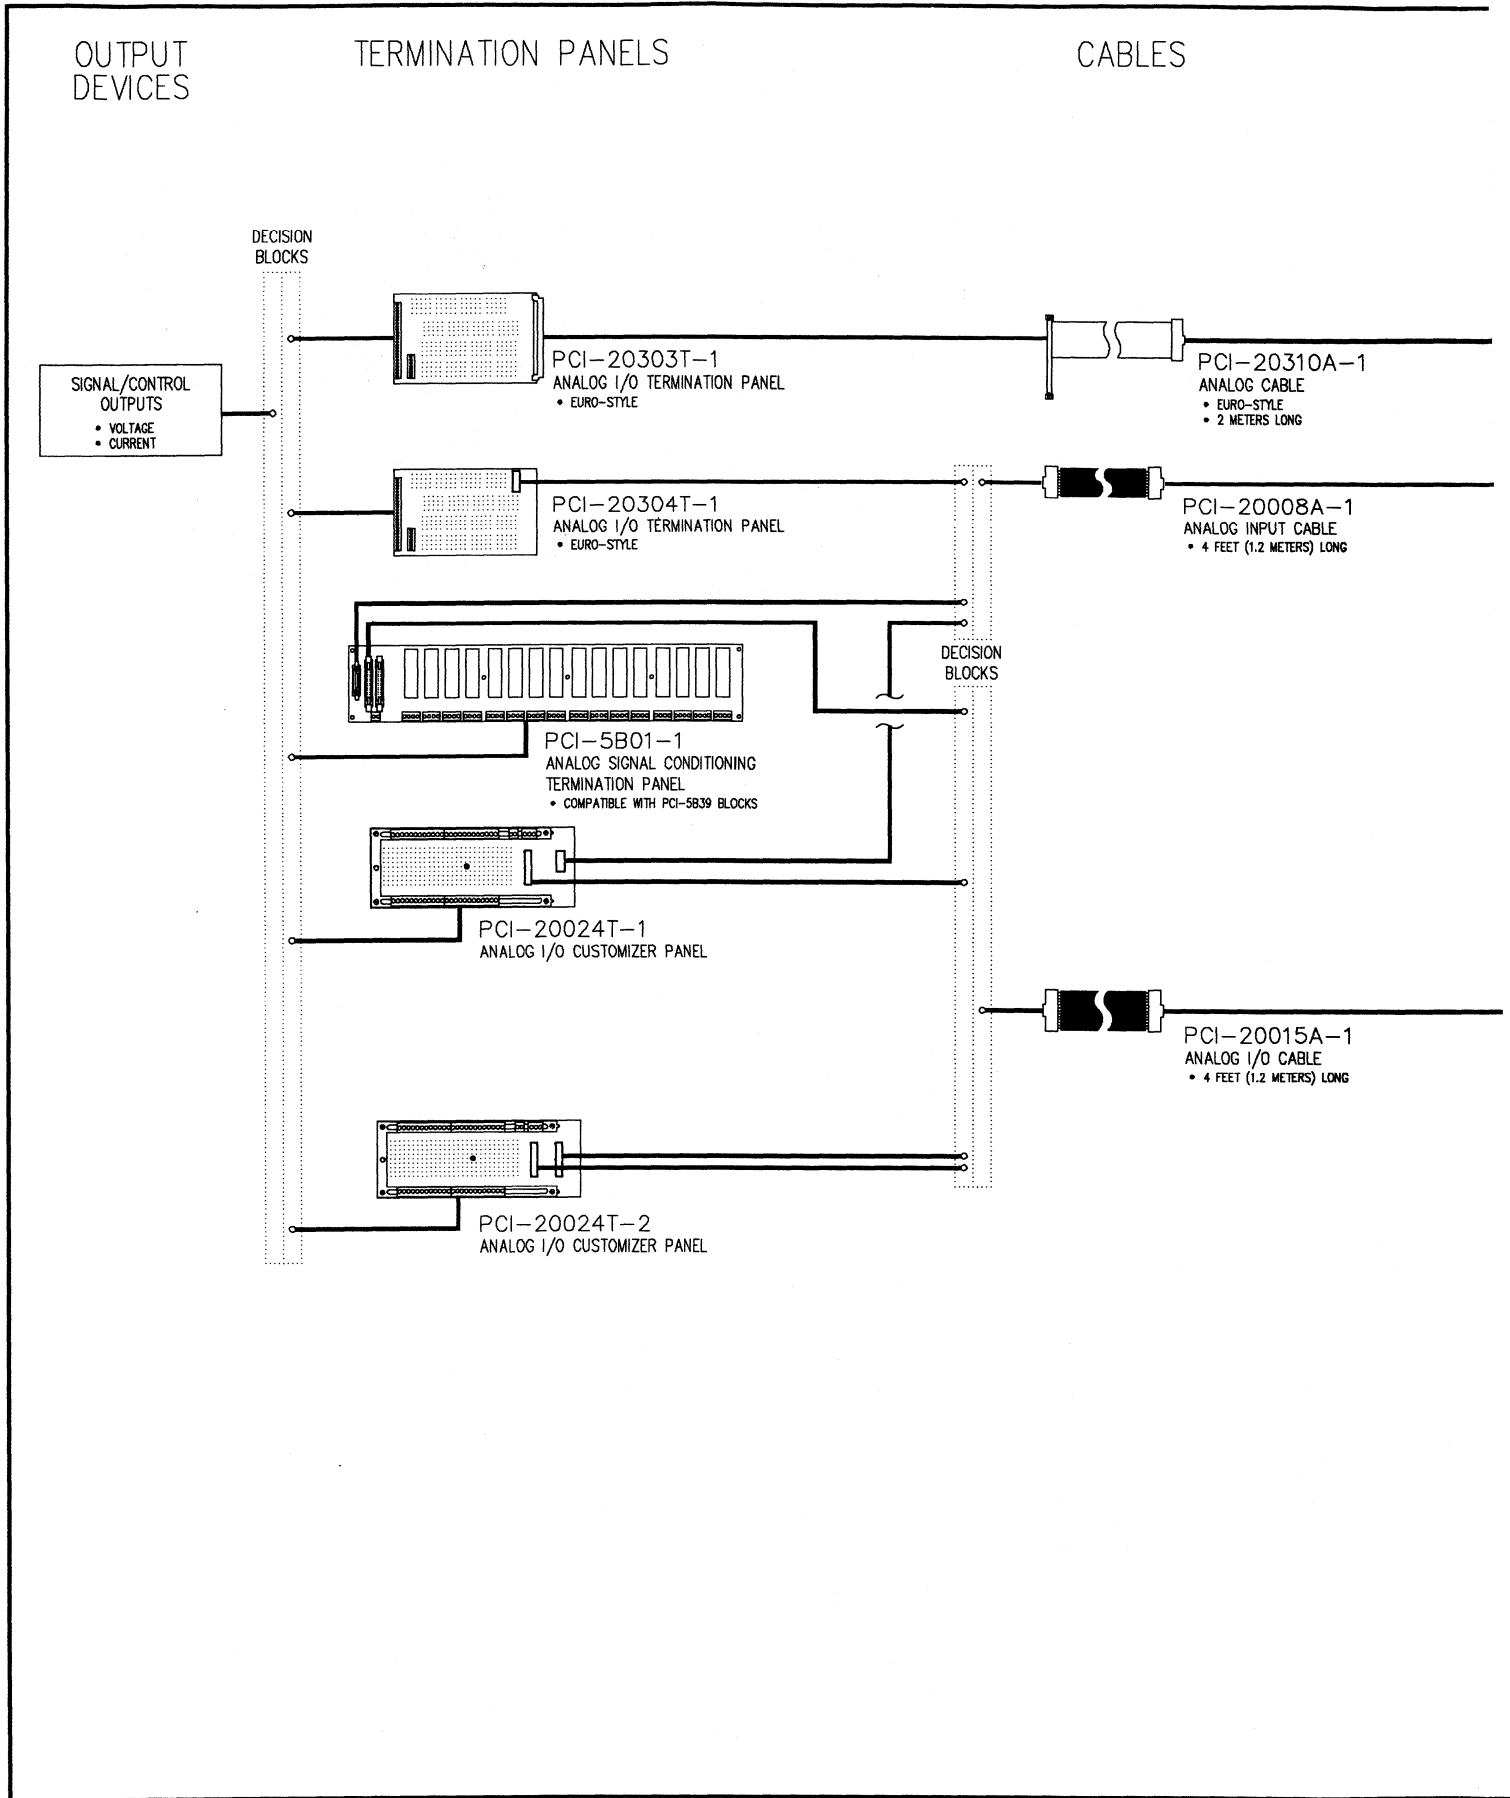 OUTPUT
DEVICES
TERMINATION PANELS
CABLES
DECISION
BLOCKS
SIGNAL/CONTROL
OUTPUTS
• VOLTAGE
• CURRENT
PCI-20303T-1
ANALOG I/O TERMINATION PANEL
• EURO-STYLE
PCI-20310A-1
ANALOG CABLE
• EURO-STYLE
• 2 METERS LONG
PCI-20304T-1
ANALOG I/O TERMINATION PANEL
• EURO-STYLE
PCI-20008A-1
ANALOG INPUT CABLE
• 4 FEET (1.2 METERS) LONG
DECISION
BLOCKS
PCI-5B01-1
ANALOG SIGNAL CONDITIONING
TERMINATION PANEL
• COMPATIBLE WITH PCI-5B39 BLOCKS
PCI-20024T-1
ANALOG I/O CUSTOMIZER PANEL
PCI-20015A-1
ANALOG I/O CABLE
• 4 FEET (1.2 METERS) LONG
PCI-20024T-2
ANALOG I/O CUSTOMIZER PANEL